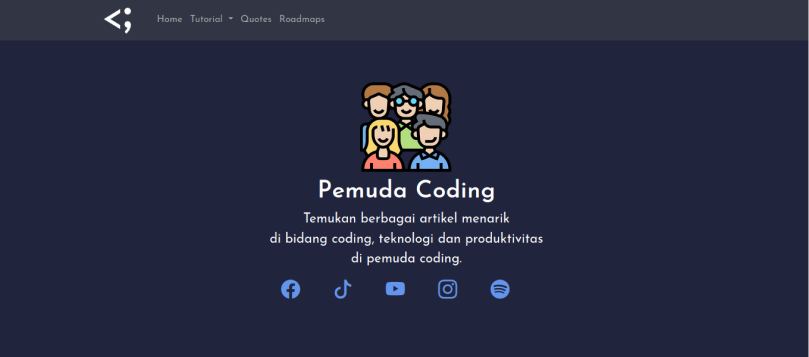 <;
Home Tutorial Quotes Roadmaps
Pemuda Coding
Temukan berbagai artikel menarik
di bidang coding, teknologi dan produktivitas
di pemuda coding.